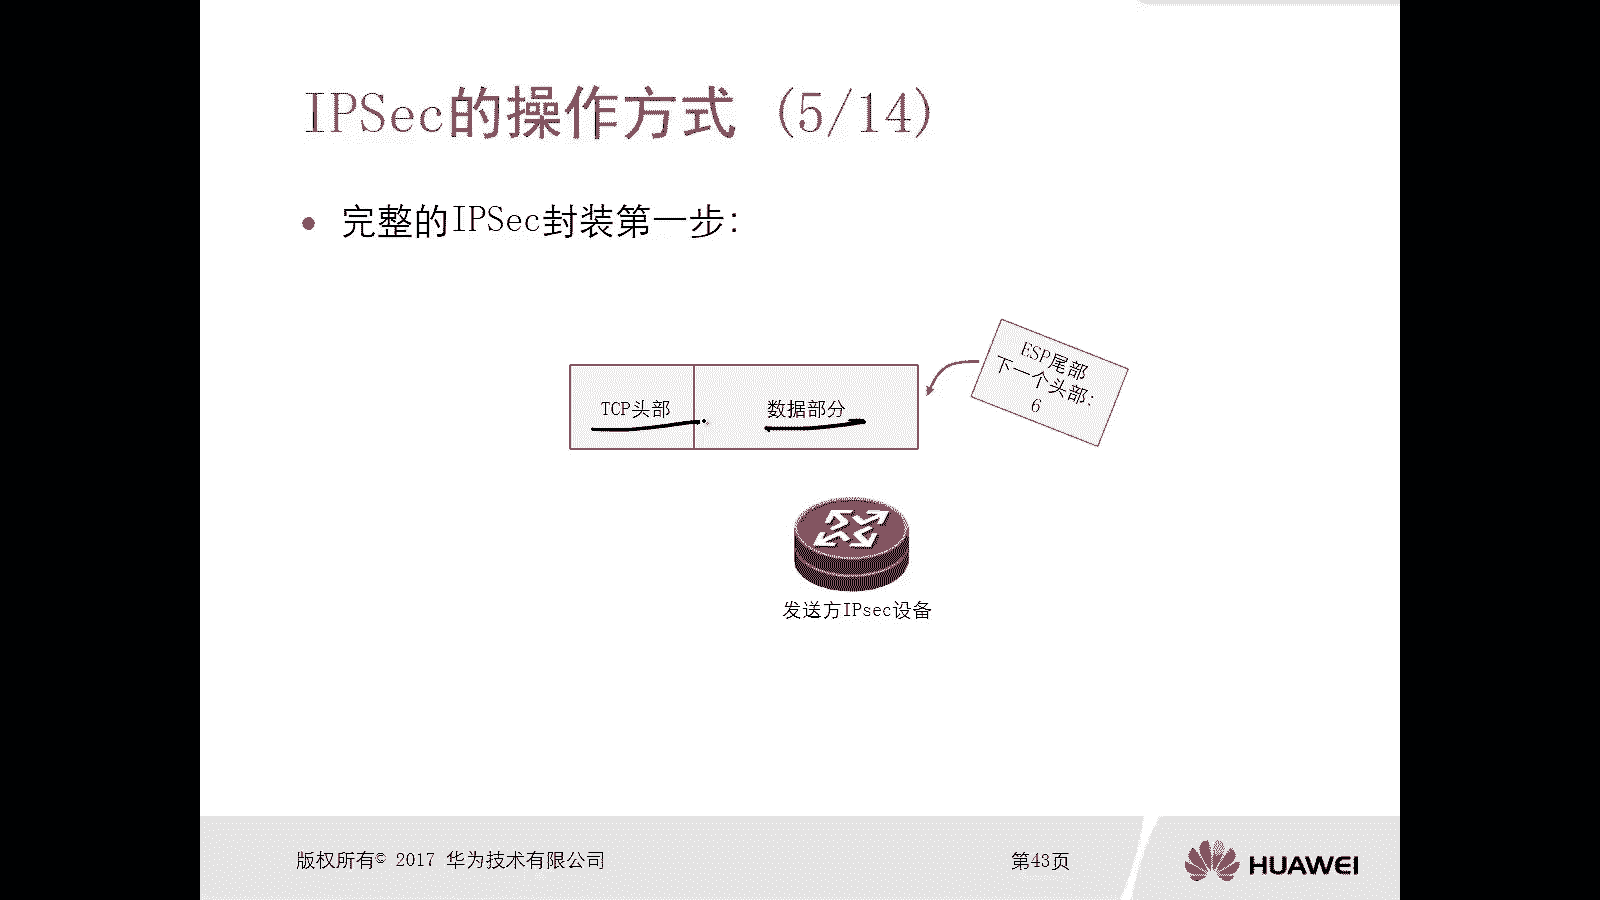 IPSec的操作方式 (5/14)
• 完整的IPSec封装第一步:
ESP尾部
下一个头部:
6
TCP头部
数据部分
发送方IPsec设备
版权所有© 2017 华为技术有限公司
第43页
HUAWEI